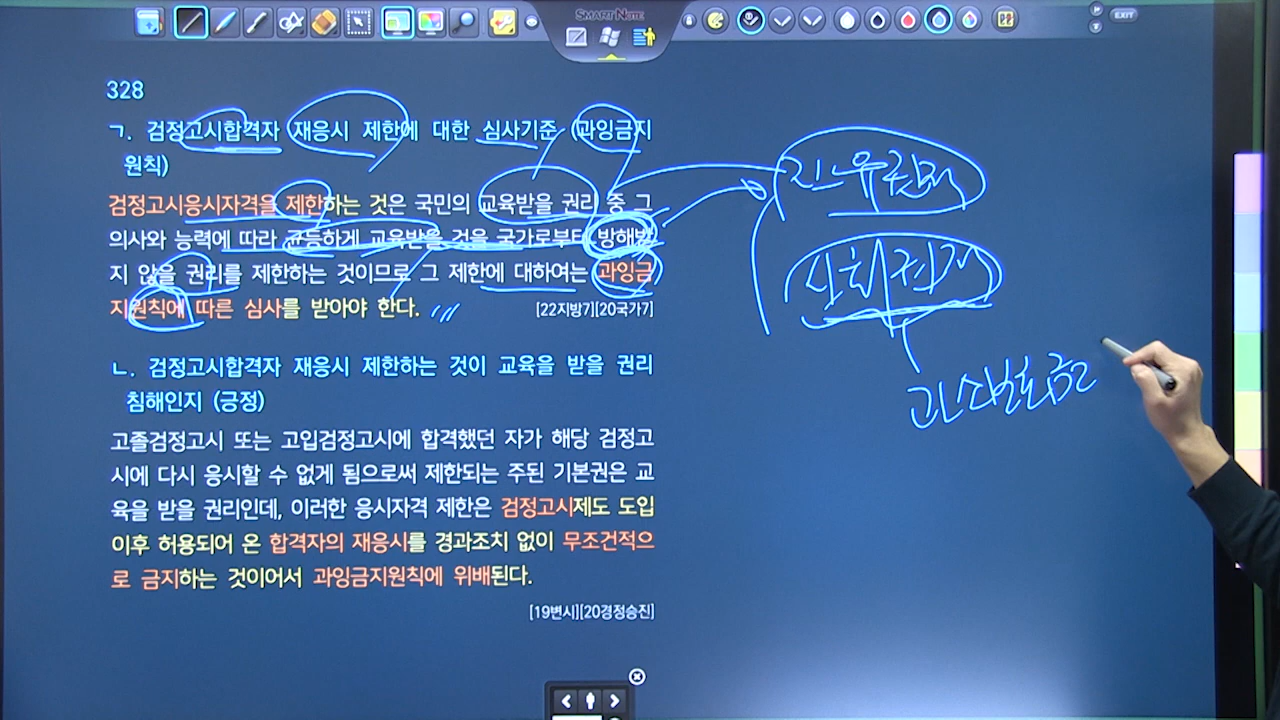 SMART NOTE
EXIT
328
ㄱ. 검정고시합격자 재응시 제한에 대한 심사기준 (과잉금지
원칙)
검정고시응시자격을 제한하는 것은 국민의 교육받을 권리 중 그
의사와 능력에 따라 균등하게 교육받을 것을 국가로부터 방해받
지 않을 권리를 제한하는 것이므로 그 제한에 대하여는 과잉금
지원칙에 따른 심사를 받아야 한다.
[22지방7][20국가7]
ㄴ. 검정고시합격자 재응시 제한하는 것이 교육을 받을 권리
침해인지 (긍정)
고졸검정고시 또는 고입검정고시에 합격했던 자가 해당 검정고
시에 다시 응시할 수 없게 됨으로써 제한되는 주된 기본권은 교
육을 받을 권리인데, 이러한 응시자격 제한은 검정고시제도 도입
이후 허용되어 온 합격자의 재응시를 경과조치 없이 무조건적으
로 금지하는 것이어서 과잉금지원칙에 위배된다.
[19변시][20경정승진]